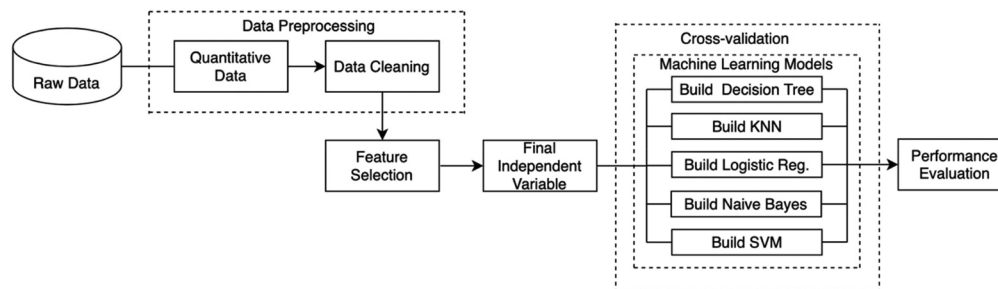 Data Preprocessing
Raw Data
Quantitative
Data
Data Cleaning
Feature
Selection
Final
Independent
Variable
Cross-validation
Machine Learning Models
Build Decision Tree
Build KNN
Build Logistic Reg.
Build Naive Bayes
Build SVM
Performance
Evaluation